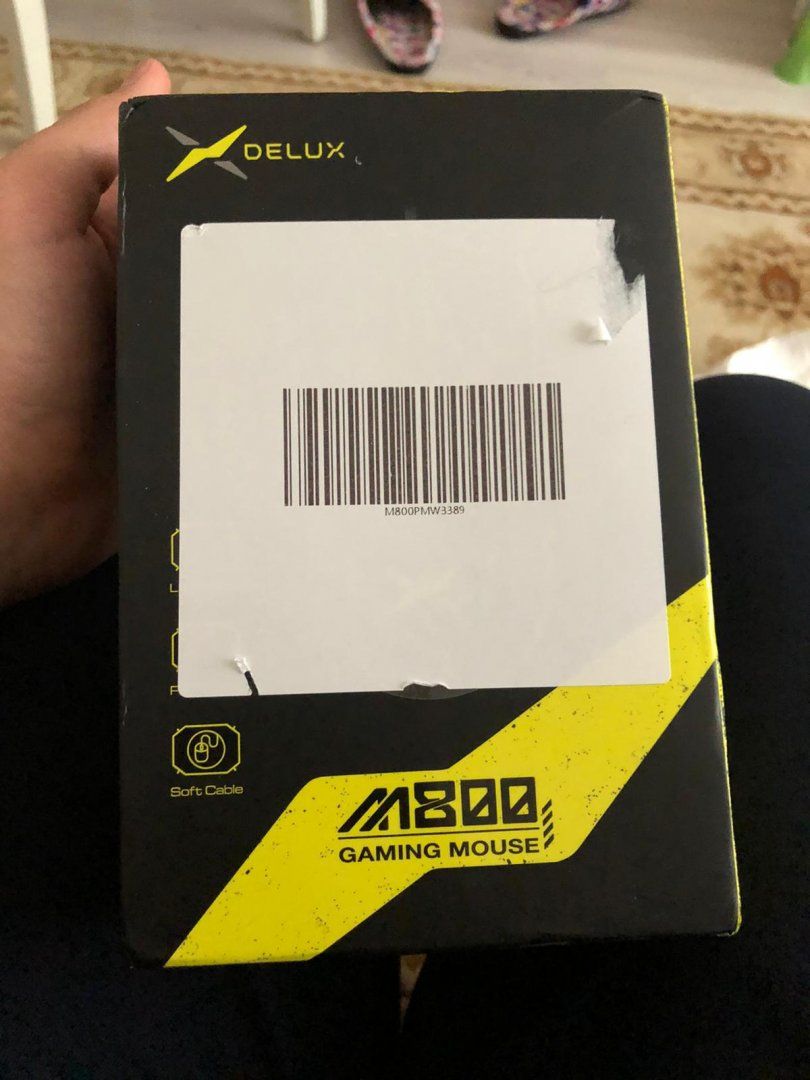 DELUX
M800PMW3389
L
F
Soft Cable
M800
GAMING MOUSE